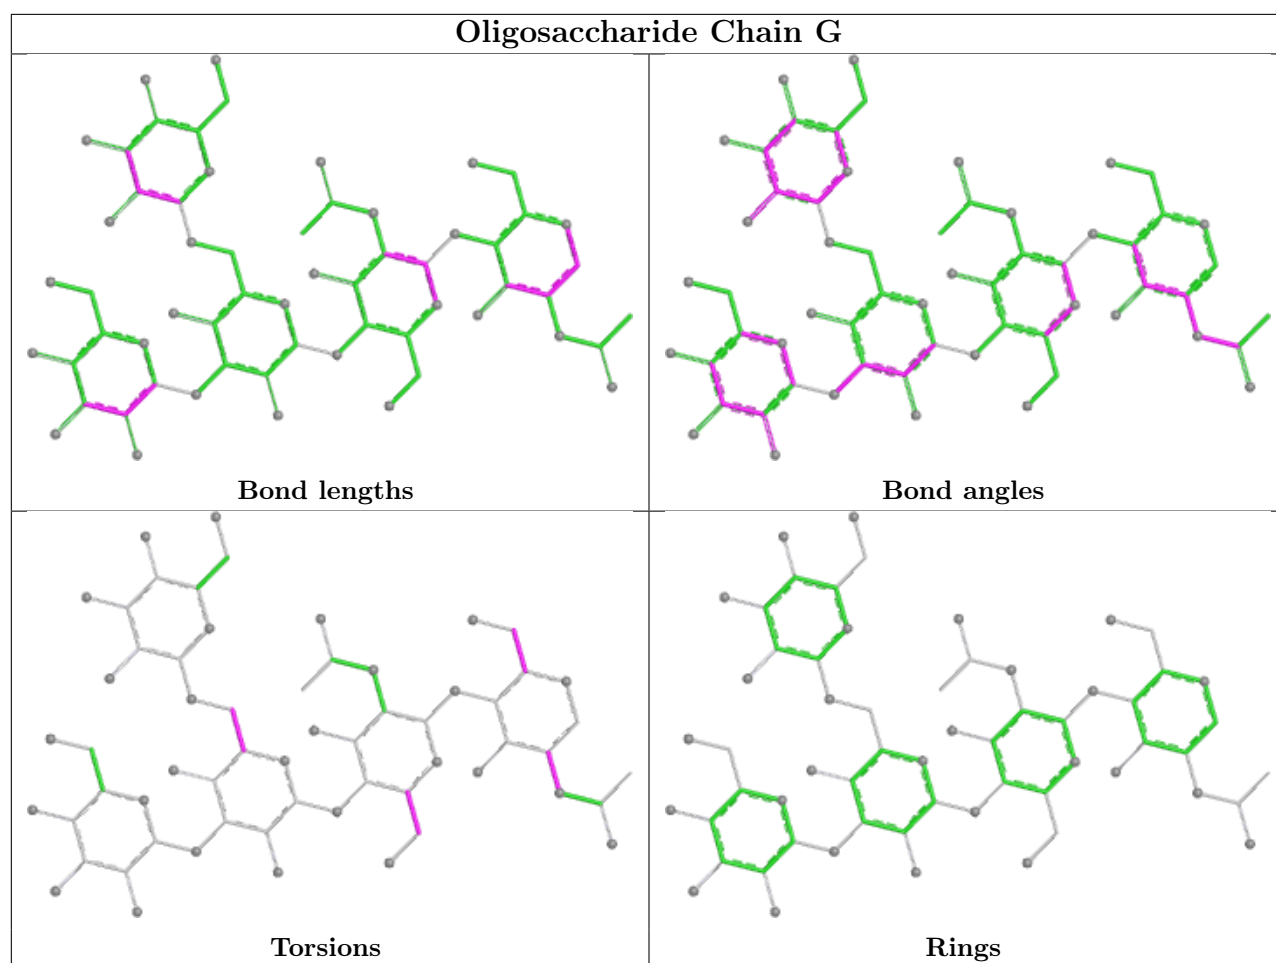 Oligosaccharide Chain G
Bond lengths
Bond angles
Torsions
Rings